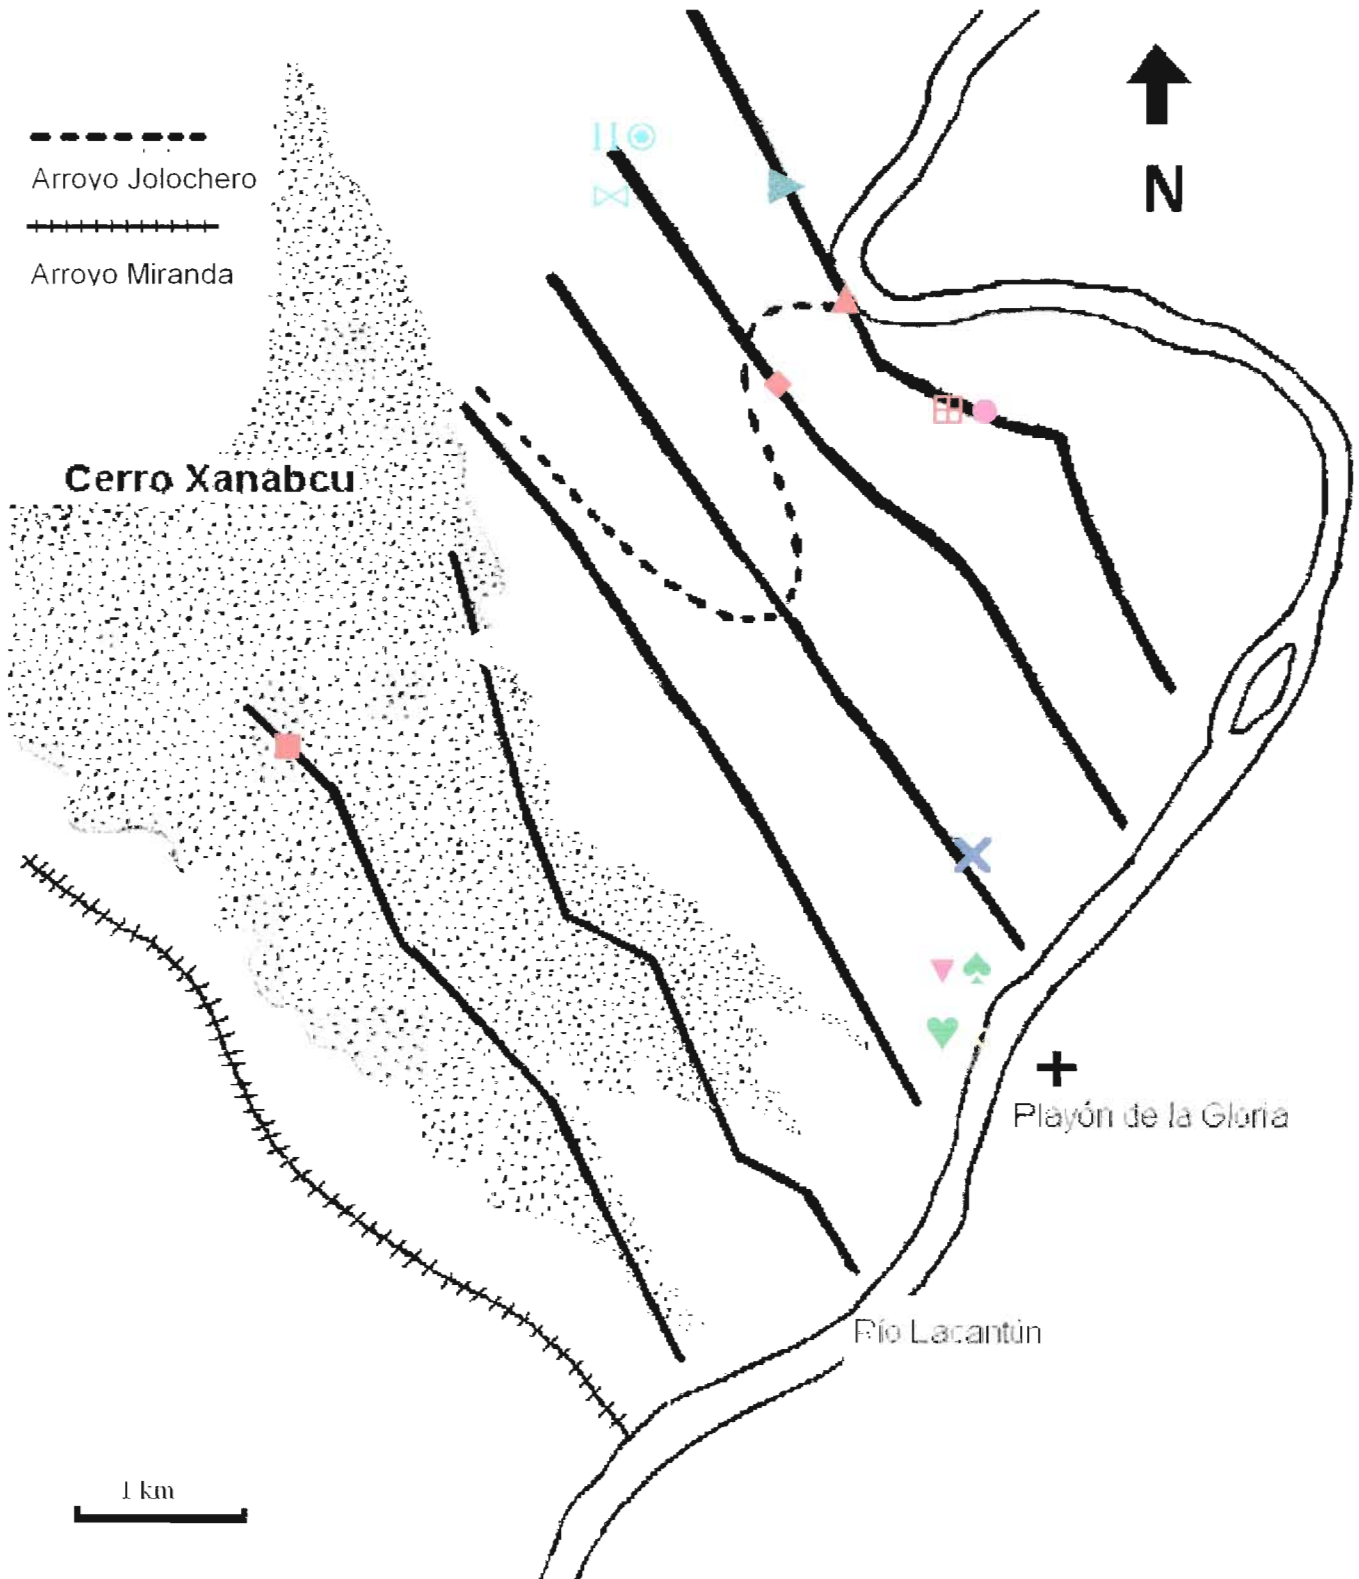 Arroyo Jolochero
Arroyo Miranda
N
Cerro Xanabcu
Playón de la Gloria
Río Lacantún
1 km